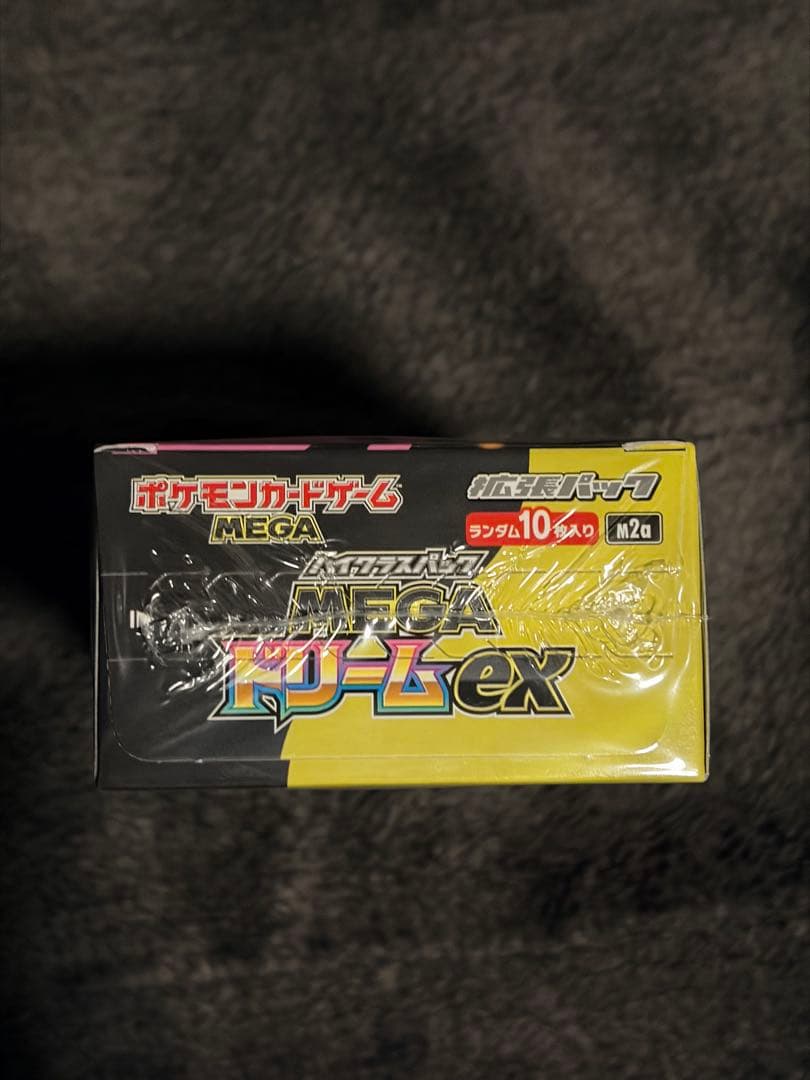 ポケモンカードゲーム
MEGA
拡張パック
ランダム10枚入り
M2a
ハイクラスパック
MEGA
ドリームex